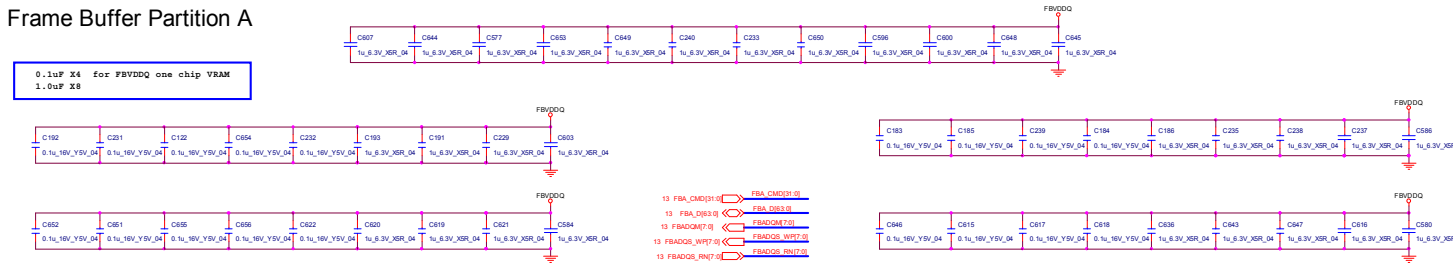 Frame Buffer Partition A
FBVDDQ
C607 C644 C577 C653 C649 C240 C233 C650 C596 C600 C648 C645
1u_6.3V_X5R_04 1u_6.3V_X5R_04 1u_6.3V_X5R_04 1u_6.3V_X5R_04 1u_6.3V_X5R_04 1u_6.3V_X5R_04 1u_6.3V_X5R_04 1u_6.3V_X5R_04 1u_6.3V_X5R_04 1u_6.3V_X5R_04 1u_6.3V_X5R_04 1u_6.3V_X5R_04
0.1uF X4 for FBVDDQ one chip VRAM
1.0uF X8
FBVDDQ
C192 C231 C122 C654 C232 C193 C191 C229 C603
0.1u_16V_Y5V_04 0.1u_16V_Y5V_04 0.1u_16V_Y5V_04 0.1u_16V_Y5V_04 0.1u_16V_Y5V_04 1u_6.3V_X5R_04 1u_6.3V_X5R_04 1u_6.3V_X5R_04 1u_6.3V_X5R_04
FBVDDQ
C183 C185 C239 C184 C186 C235 C238 C237 C586
0.1u_16V_Y5V_04 0.1u_16V_Y5V_04 0.1u_16V_Y5V_04 0.1u_16V_Y5V_04 1u_6.3V_X5R_04 1u_6.3V_X5R_04 1u_6.3V_X5R_04 1u_6.3V_X5R_04 1u_6.3V_X5R
FBVDDQ
C652 C651 C655 C656 C622 C620 C619 C621 C584
0.1u_16V_Y5V_04 0.1u_16V_Y5V_04 0.1u_16V_Y5V_04 0.1u_16V_Y5V_04 0.1u_16V_Y5V_04 1u_6.3V_X5R_04 1u_6.3V_X5R_04 1u_6.3V_X5R_04 1u_6.3V_X5R_04
13 FBA_CMD[31:0] FBA_CMD[31:0]
13 FBA_D[63:0] FBA_D[63:0]
13 FBADQM[7:0] FBADQM[7:0]
13 FBADQS_WP[7:0] FBADQS_WP[7:0]
13 FBADQS_RN[7:0] FBADQS_RN[7:0]
FBVDDQ
C646 C615 C617 C618 C636 C643 C647 C616 C580
0.1u_16V_Y5V_04 0.1u_16V_Y5V_04 0.1u_16V_Y5V_04 0.1u_16V_Y5V_04 1u_6.3V_X5R_04 1u_6.3V_X5R_04 1u_6.3V_X5R_04 1u_6.3V_X5R_04 1u_6.3V_X5R